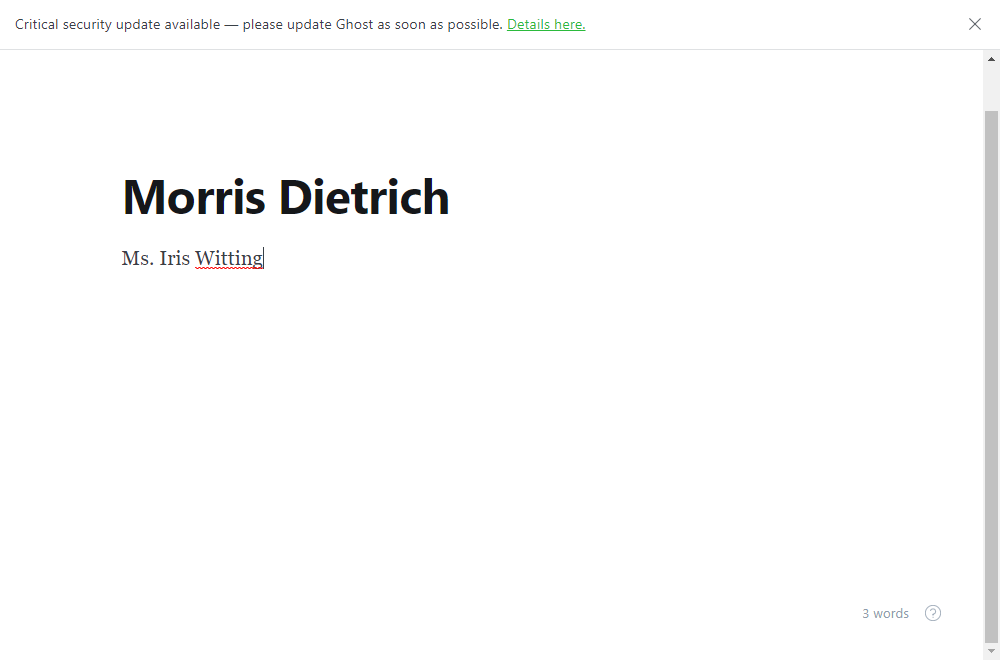 Critical security update available — please update Ghost as soon as possible. Details here.
Morris Dietrich
Ms. Iris Witting
3 words
?